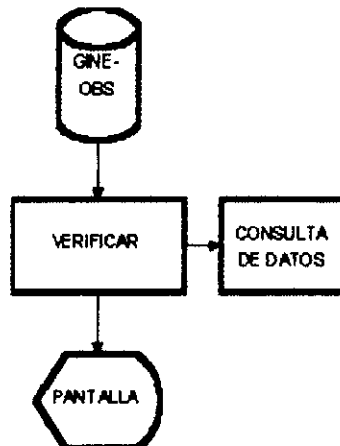 GINE-
OBS
VERIFICAR
CONSULTA
DE DATOS
PANTALLA